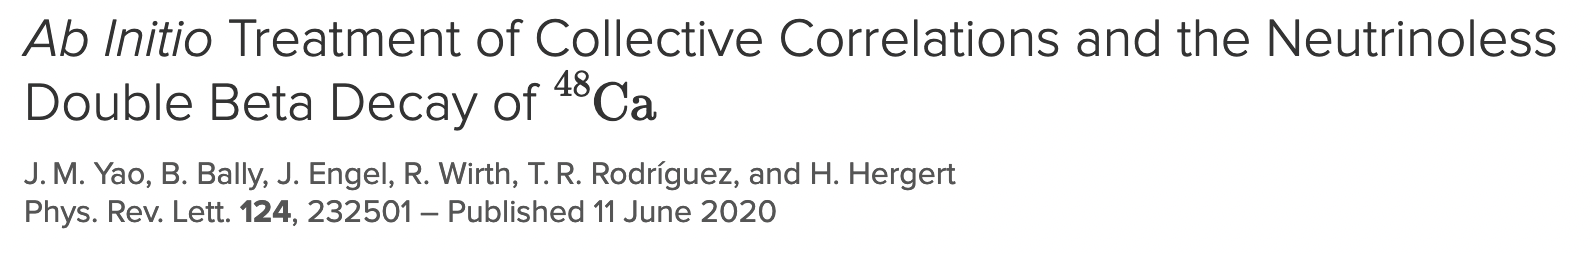 Ab Initio Treatment of Collective Correlations and the Neutrinoless
Double Beta Decay of ⁴⁸Ca
J. M. Yao, B. Bally, J. Engel, R. Wirth, T. R. Rodríguez, and H. Hergert
Phys. Rev. Lett. 124, 232501 – Published 11 June 2020